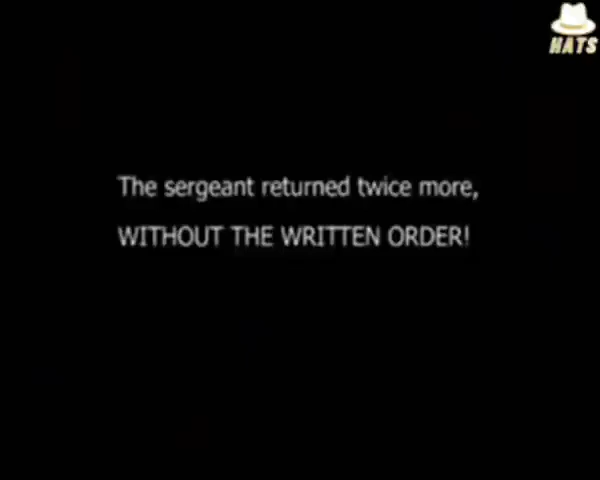 HATS
The sergeant returned twice more,
WITHOUT THE WRITTEN ORDER!